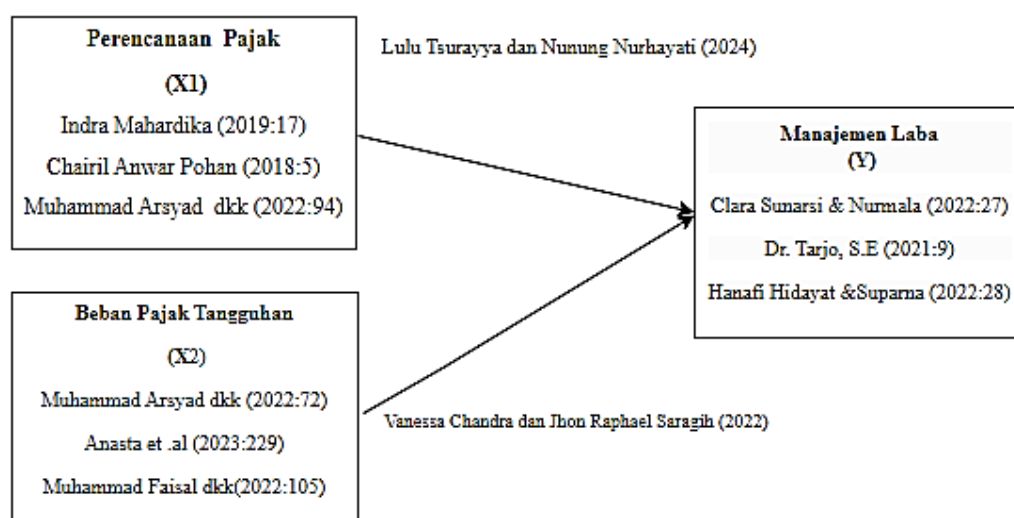 Perencanaan Pajak
(X1)
Indra Mahardika (2019:17)
Chairil Anwar Pohan (2018:5)
Muhammad Arsyad dkk (2022:94)
Lulu Tsurayya dan Nunung Nurhayati (2024)
Manajemen Laba
(Y)
Clara Sunarsi & Nurmala (2022:27)
Dr. Tarjo, S.E (2021:9)
Hanafi Hidayat &Suparna (2022:28)
Beban Pajak Tangguhan
(X2)
Muhammad Arsyad dkk (2022:72)
Anasta et .al (2023:229)
Muhammad Faisal dkk(2022:105)
Vanessa Chandra dan Jhon Raphael Saragih (2022)